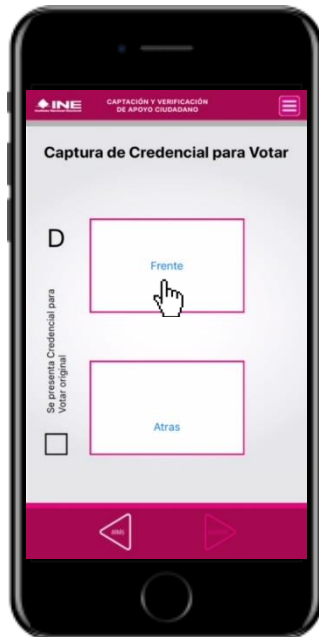 INE
CAPTACIÓN Y VERIFICACIÓN
DE APOYO CIUDADANO
Captura de Credencial para Votar
D
Frente
Se presenta Credencial para
Votar original
Atras